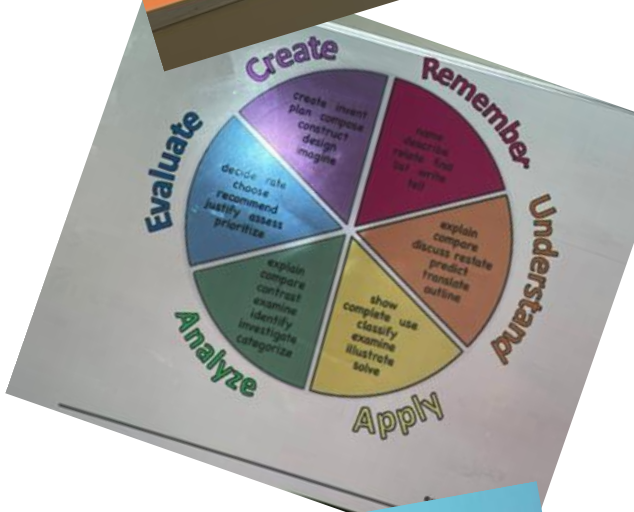 Create
create invent
plan compose
construct
design
imagine
Remember
name
describe
relate find
list write
tell
Understand
explain
compare
discuss restate
predict
translate
outline
Apply
show
complete use
classify
examine
illustrate
solve
Analyze
explain
compare
contrast
examine
identify
investigate
categorize
Evaluate
decide rate
choose
recommend
justify assess
prioritize